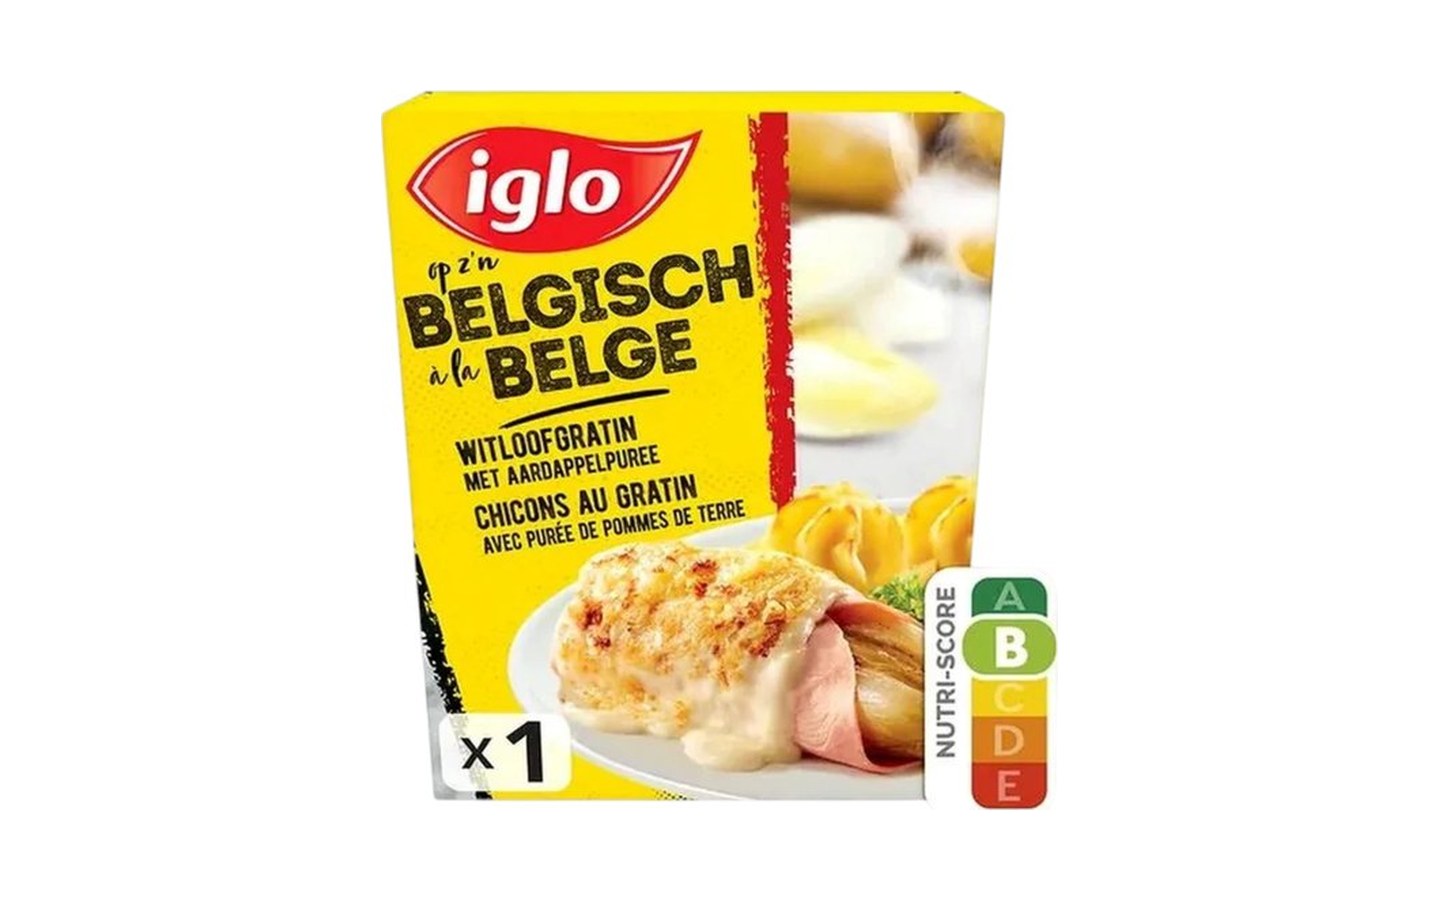 iglo
op z'n
BELGISCH
à la BELGE
WITLOOFGRATIN
MET AARDAPPELPUREE
CHICONS AU GRATIN
AVEC PURÉE DE POMMES DE TERRE
x1
NUTRI-SCORE
A
B
C
D
E